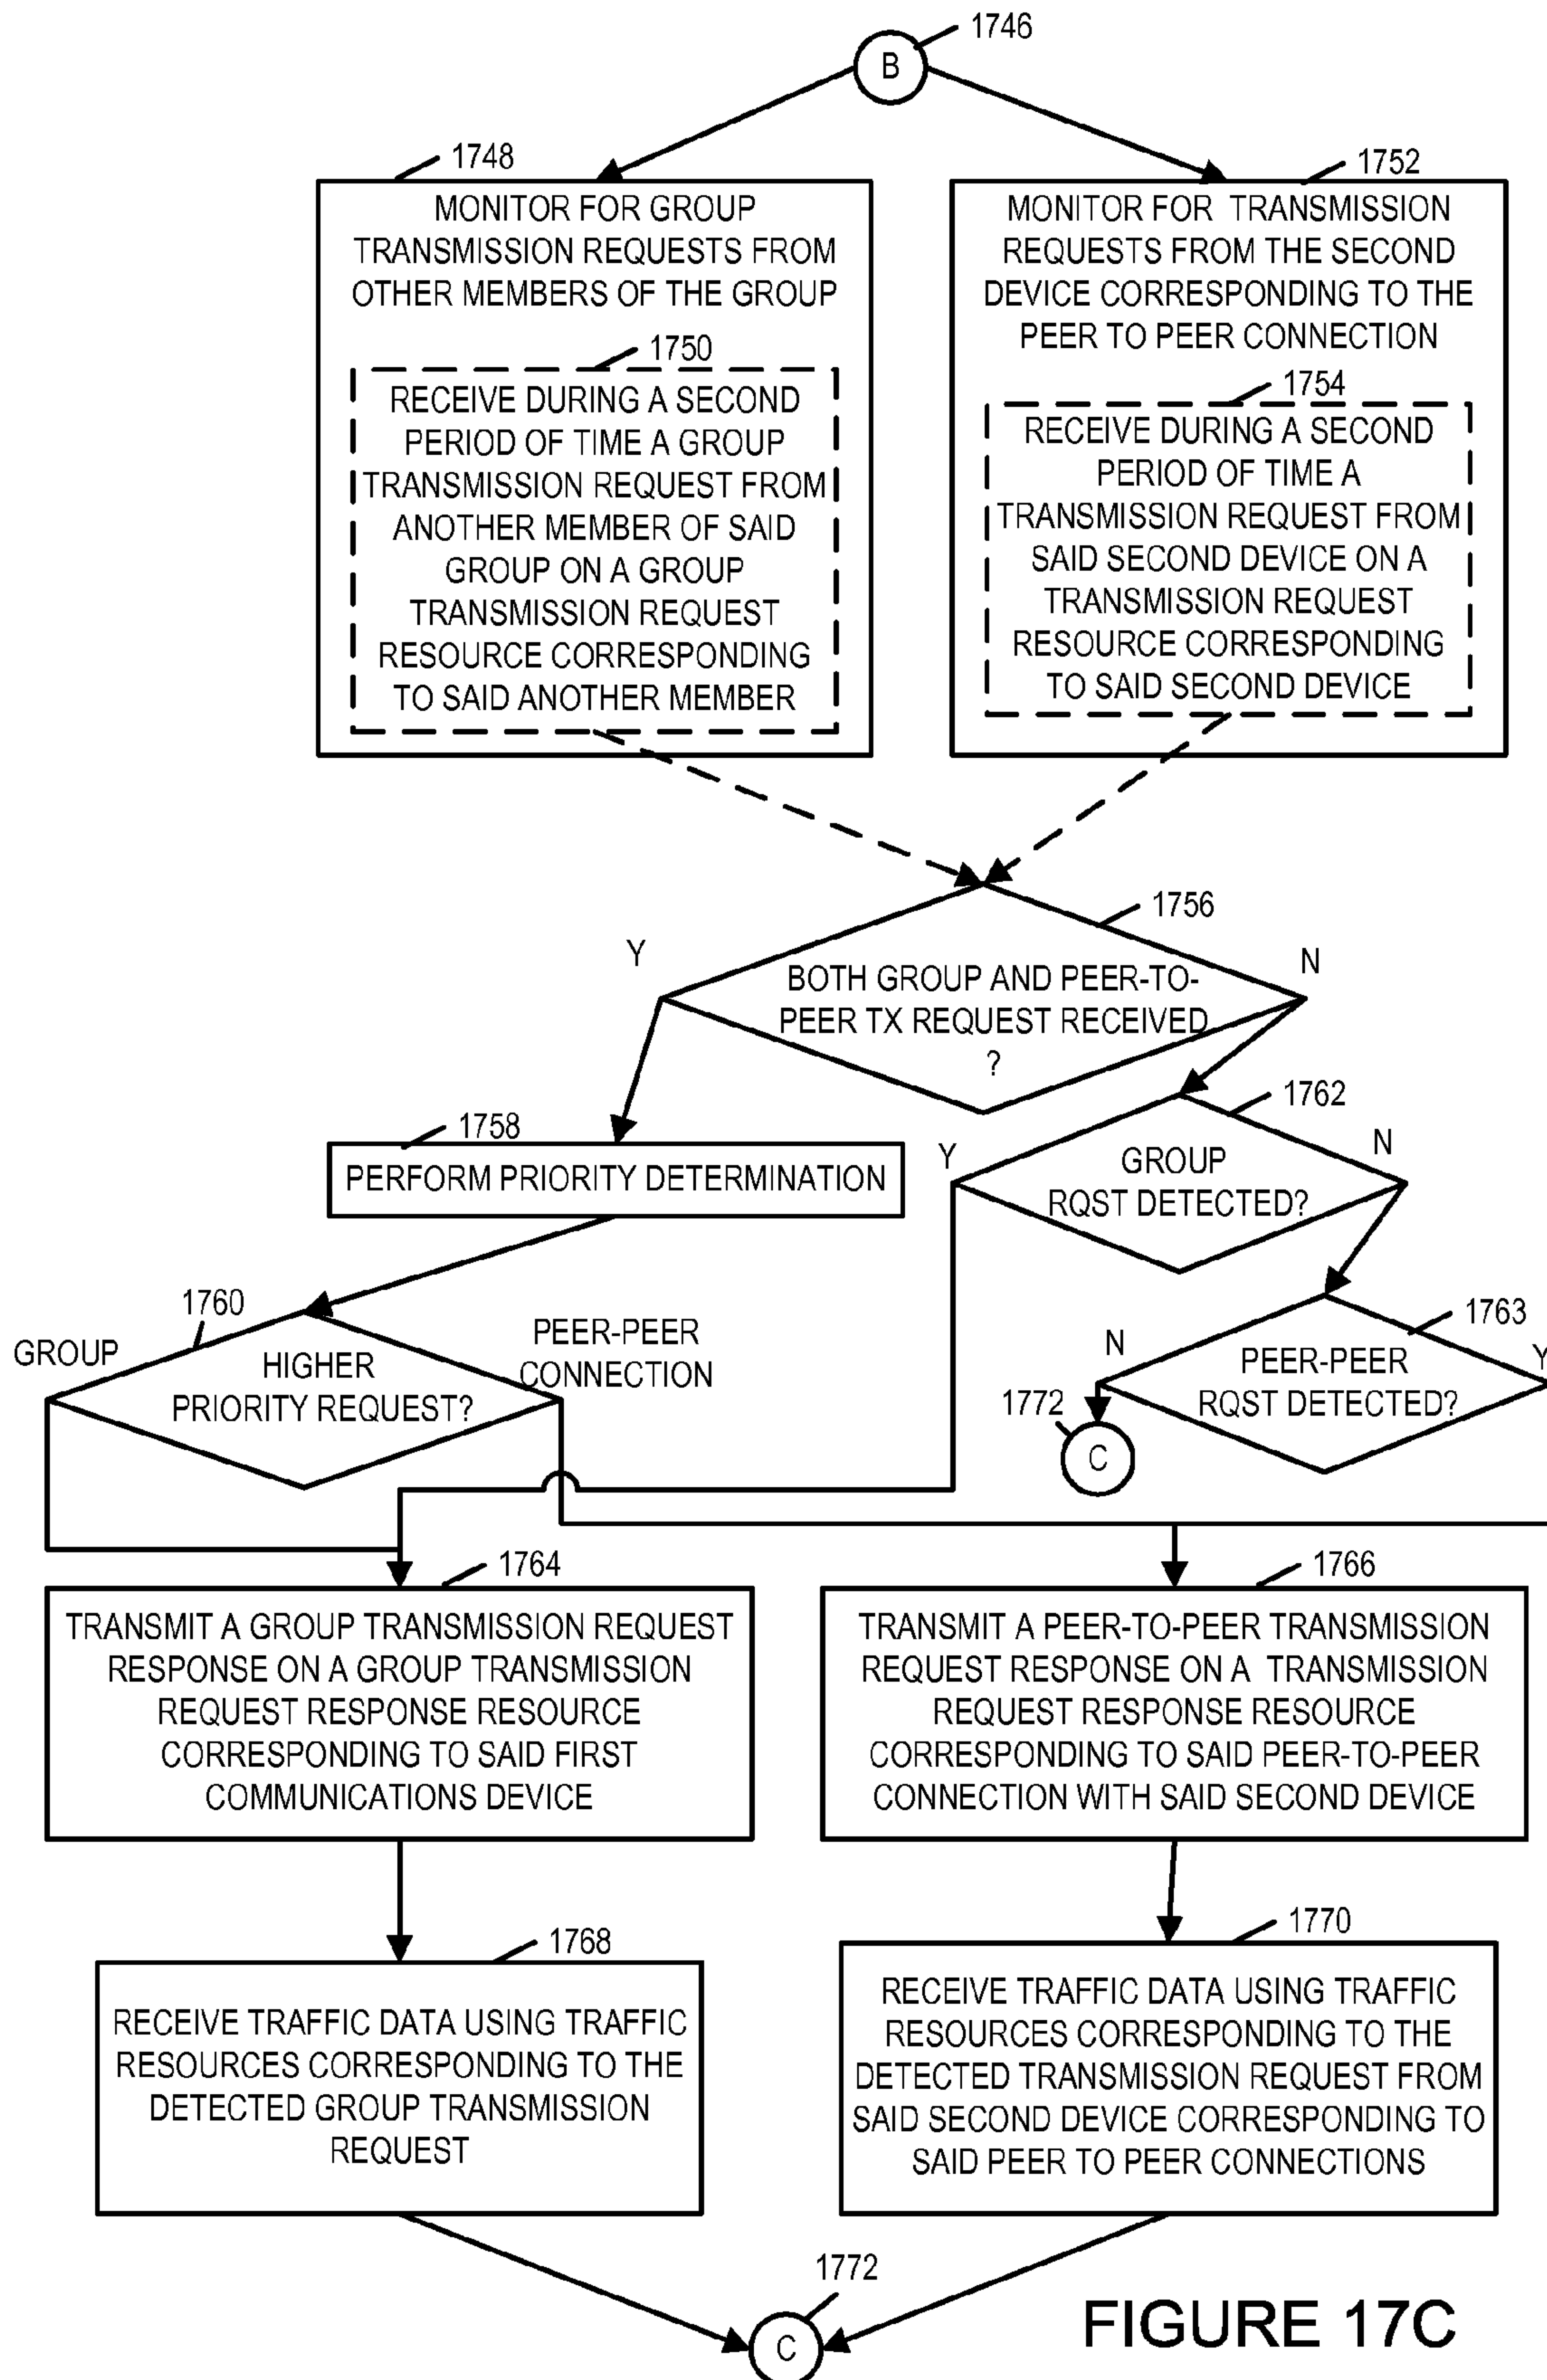 1746
B
1748
MONITOR FOR GROUP
TRANSMISSION REQUESTS FROM
OTHER MEMBERS OF THE GROUP
1750
RECEIVE DURING A SECOND
PERIOD OF TIME A GROUP
TRANSMISSION REQUEST FROM
ANOTHER MEMBER OF SAID
GROUP ON A GROUP
TRANSMISSION REQUEST
RESOURCE CORRESPONDING
TO SAID ANOTHER MEMBER
1752
MONITOR FOR TRANSMISSION
REQUESTS FROM THE SECOND
DEVICE CORRESPONDING TO THE
PEER TO PEER CONNECTION
1754
RECEIVE DURING A SECOND
PERIOD OF TIME A
TRANSMISSION REQUEST FROM
SAID SECOND DEVICE ON A
TRANSMISSION REQUEST
RESOURCE CORRESPONDING
TO SAID SECOND DEVICE
1756
Y
N
BOTH GROUP AND PEER-TO-
PEER TX REQUEST RECEIVED
?
1758
PERFORM PRIORITY DETERMINATION
1762
Y
N
GROUP
RQST DETECTED?
1760
GROUP
PEER-PEER
CONNECTION
HIGHER
PRIORITY REQUEST?
1763
N
Y
PEER-PEER
RQST DETECTED?
1772
C
1764
TRANSMIT A GROUP TRANSMISSION REQUEST
RESPONSE ON A GROUP TRANSMISSION
REQUEST RESPONSE RESOURCE
CORRESPONDING TO SAID FIRST
COMMUNICATIONS DEVICE
1766
TRANSMIT A PEER-TO-PEER TRANSMISSION
REQUEST RESPONSE ON A TRANSMISSION
REQUEST RESPONSE RESOURCE
CORRESPONDING TO SAID PEER-TO-PEER
CONNECTION WITH SAID SECOND DEVICE
1768
RECEIVE TRAFFIC DATA USING TRAFFIC
RESOURCES CORRESPONDING TO THE
DETECTED GROUP TRANSMISSION
REQUEST
1770
RECEIVE TRAFFIC DATA USING TRAFFIC
RESOURCES CORRESPONDING TO THE
DETECTED TRANSMISSION REQUEST FROM
SAID SECOND DEVICE CORRESPONDING TO
SAID PEER TO PEER CONNECTIONS
1772
C
FIGURE 17C